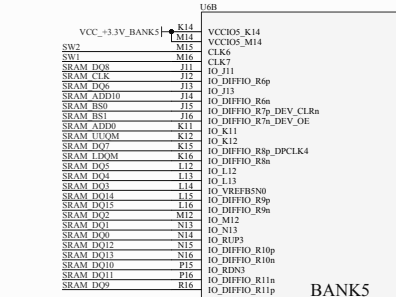 U6B
VCC_+3.3V_BANK5 K14 VCCIO5_K14
M14 VCCIO5_M14
SW2 M15 CLK6
SW1 M16 CLK7
SRAM_DQ8 J11 IO_J11
SRAM_CLK J12 IO_DIFFIO_R6p
SRAM_DQ6 J13 IO_J13
SRAM_ADD10 J14 IO_DIFFIO_R6n
SRAM_BS0 J15 IO_DIFFIO_R7p_DEV_CLRn
SRAM_BS1 J16 IO_DIFFIO_R7n_DEV_OE
SRAM_ADD0 K11 IO_K11
SRAM_UUQM K12 IO_K12
SRAM_DQ7 K15 IO_DIFFIO_R8p_DPCLK4
SRAM_LDQM K16 IO_DIFFIO_R8n
SRAM_DQ5 L12 IO_L12
SRAM_DQ4 L13 IO_L13
SRAM_DQ3 L14 IO_VREFB5N0
SRAM_DQ14 L15 IO_DIFFIO_R9p
SRAM_DQ15 L16 IO_DIFFIO_R9n
SRAM_DQ2 M12 IO_M12
SRAM_DQ1 N13 IO_N13
SRAM_DQ0 N14 IO_RUP3
SRAM_DQ12 N15 IO_DIFFIO_R10p
SRAM_DQ13 N16 IO_DIFFIO_R10n
SRAM_DQ10 P15 IO_RDN3
SRAM_DQ11 P16 IO_DIFFIO_R11n
SRAM_DQ9 R16 IO_DIFFIO_R11p
BANK5